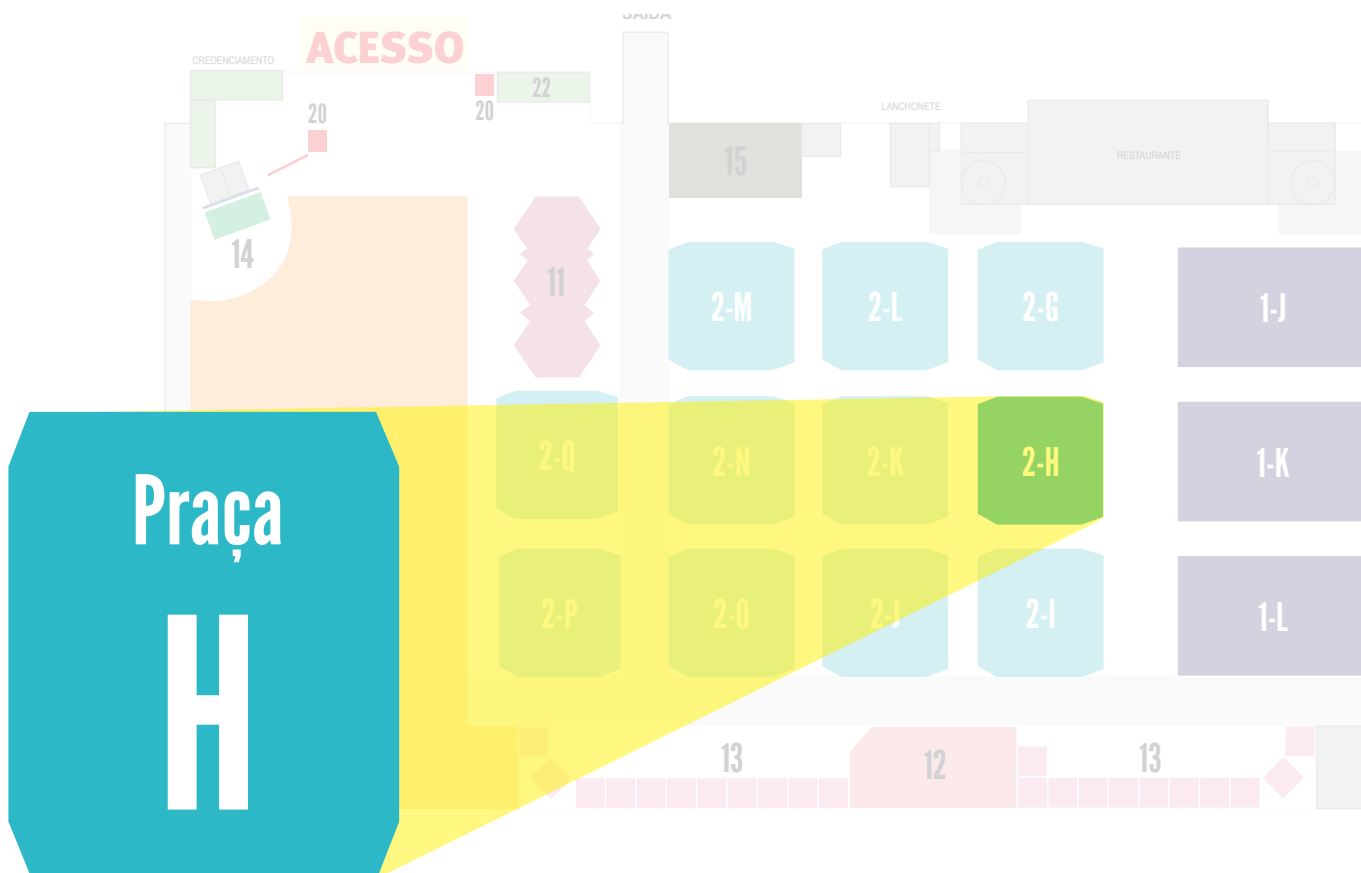 SAÍDA
ACESSO
CREDENCIAMENTO
20
20
22
LANCHONETE
15
RESTAURANTE
14
11
2-M
2-L
2-G
1-J
2-Q
2-N
2-K
2-H
1-K
Praça
H
2-P
2-O
2-J
2-I
1-L
13
12
13